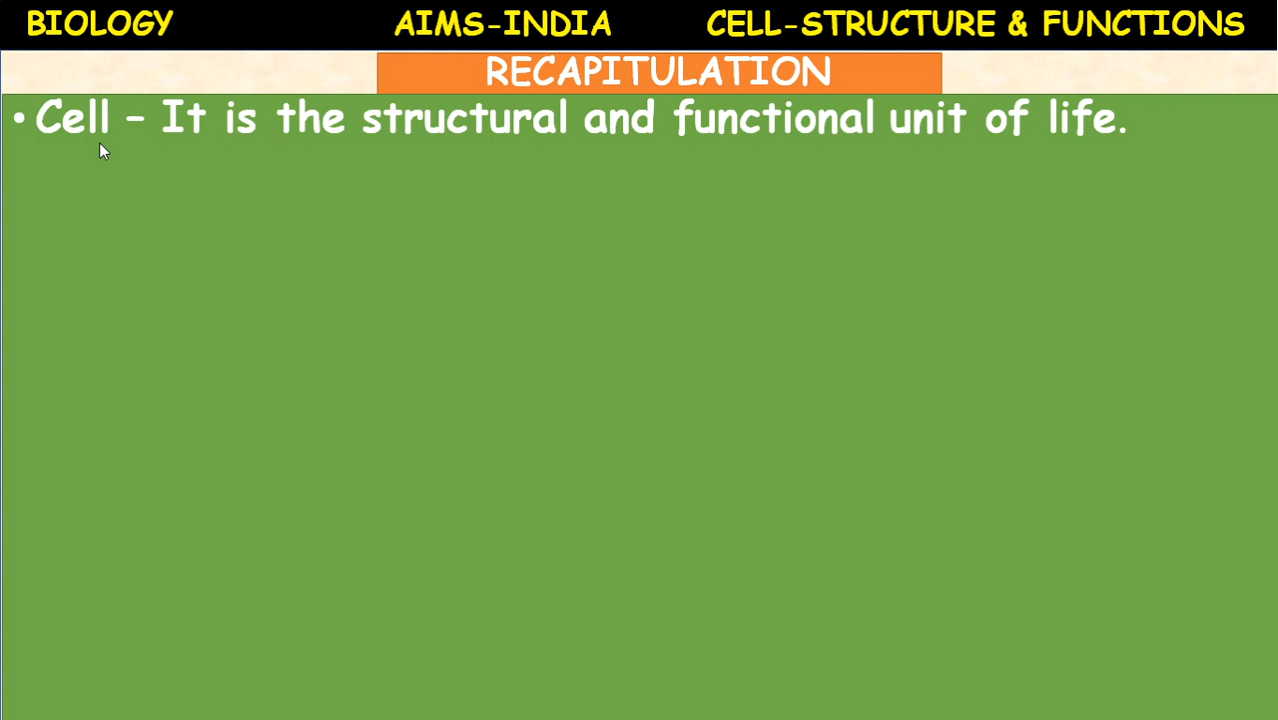 BIOLOGY AIMS-INDIA CELL-STRUCTURE & FUNCTIONS
RECAPITULATION
• Cell – It is the structural and functional unit of life.